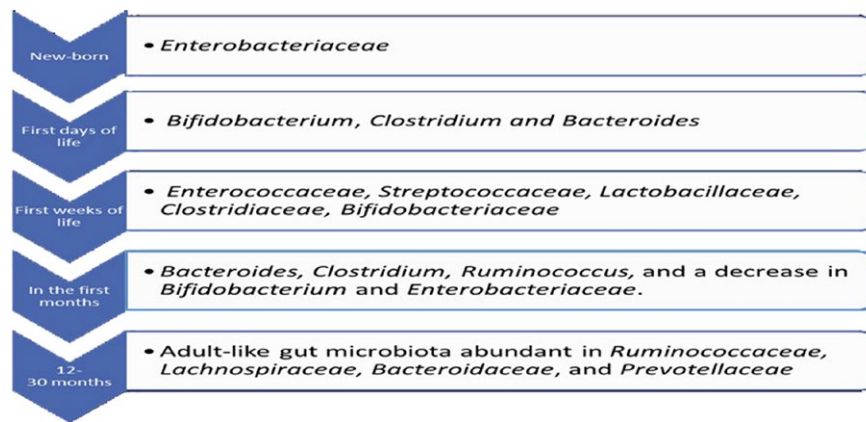 New-born
• Enterobacteriaceae
First days of
life
• Bifidobacterium, Clostridium and Bacteroides
First weeks of
life
• Enterococcaceae, Streptococcaceae, Lactobacillaceae,
Clostridiaceae, Bifidobacteriaceae
In the first
months
• Bacteroides, Clostridium, Ruminococcus, and a decrease in
Bifidobacterium and Enterobacteriaceae.
12-
30 months
• Adult-like gut microbiota abundant in Ruminococcaceae,
Lachnospiraceae, Bacteroidaceae, and Prevotellaceae